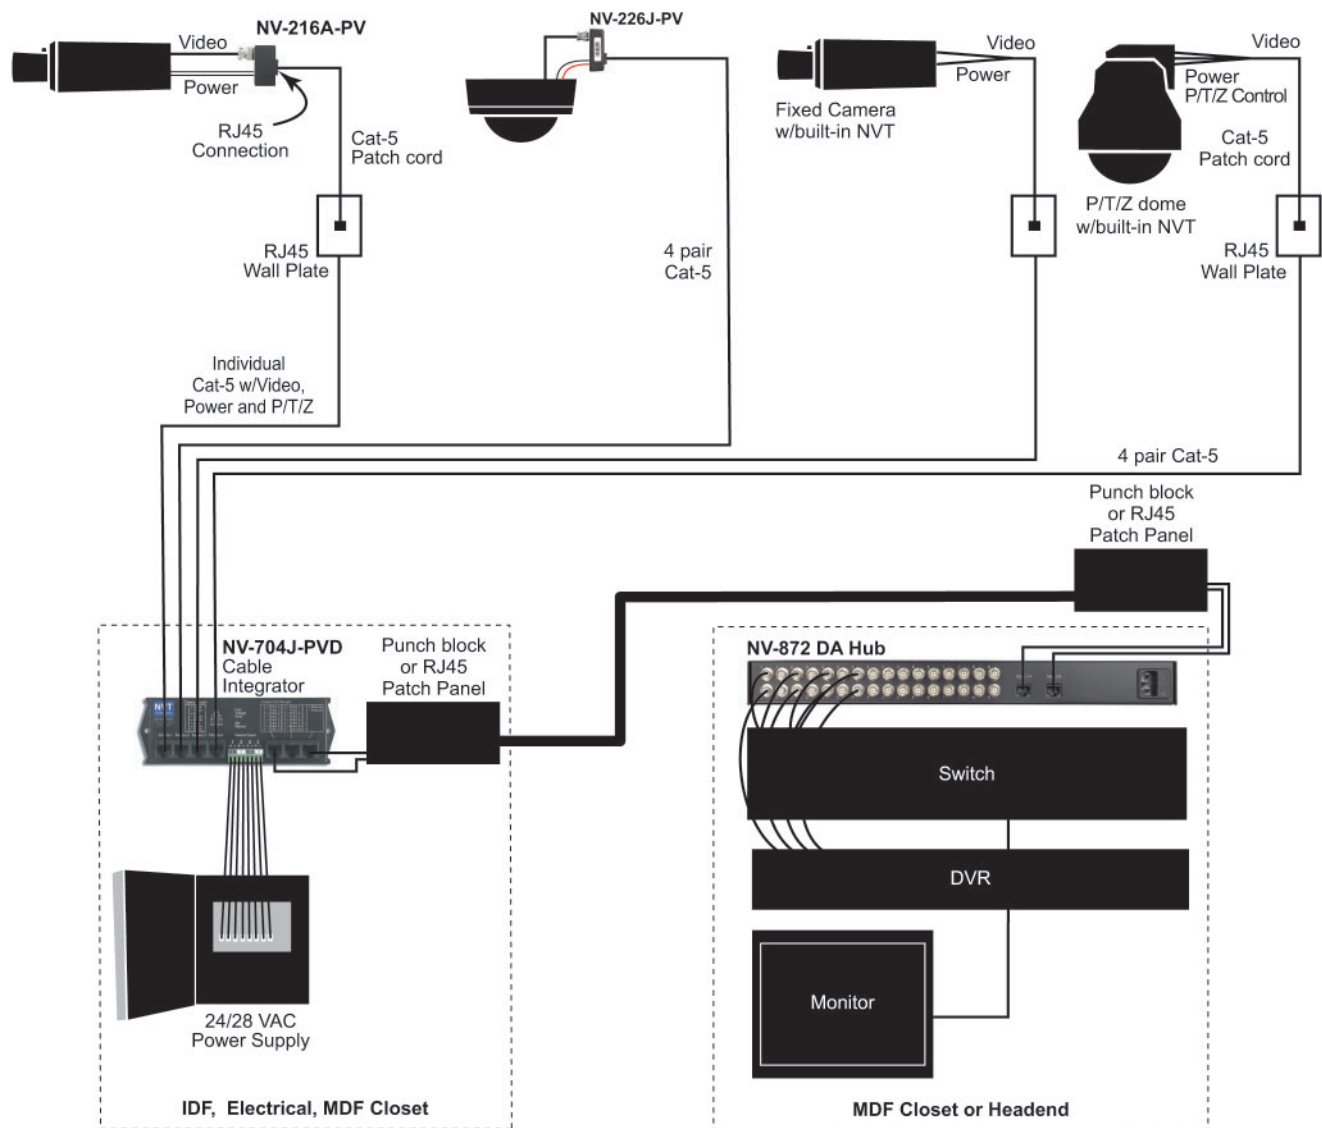 NV-216A-PV
Video
Power
RJ45
Connection
Cat-5
Patch cord
RJ45
Wall Plate
NV-226J-PV
4 pair
Cat-5
Video
Power
Fixed Camera
w/built-in NVT
Video
Power
P/T/Z Control
Cat-5
Patch cord
P/T/Z dome
w/built-in NVT
RJ45
Wall Plate
Individual
Cat-5 w/Video,
Power and P/T/Z
4 pair Cat-5
Punch block
or RJ45
Patch Panel
NV-704J-PVD
Cable
Integrator
NVT
Punch block
or RJ45
Patch Panel
24/28 VAC
Power Supply
IDF, Electrical, MDF Closet
NV-872 DA Hub
Switch
DVR
Monitor
MDF Closet or Headend